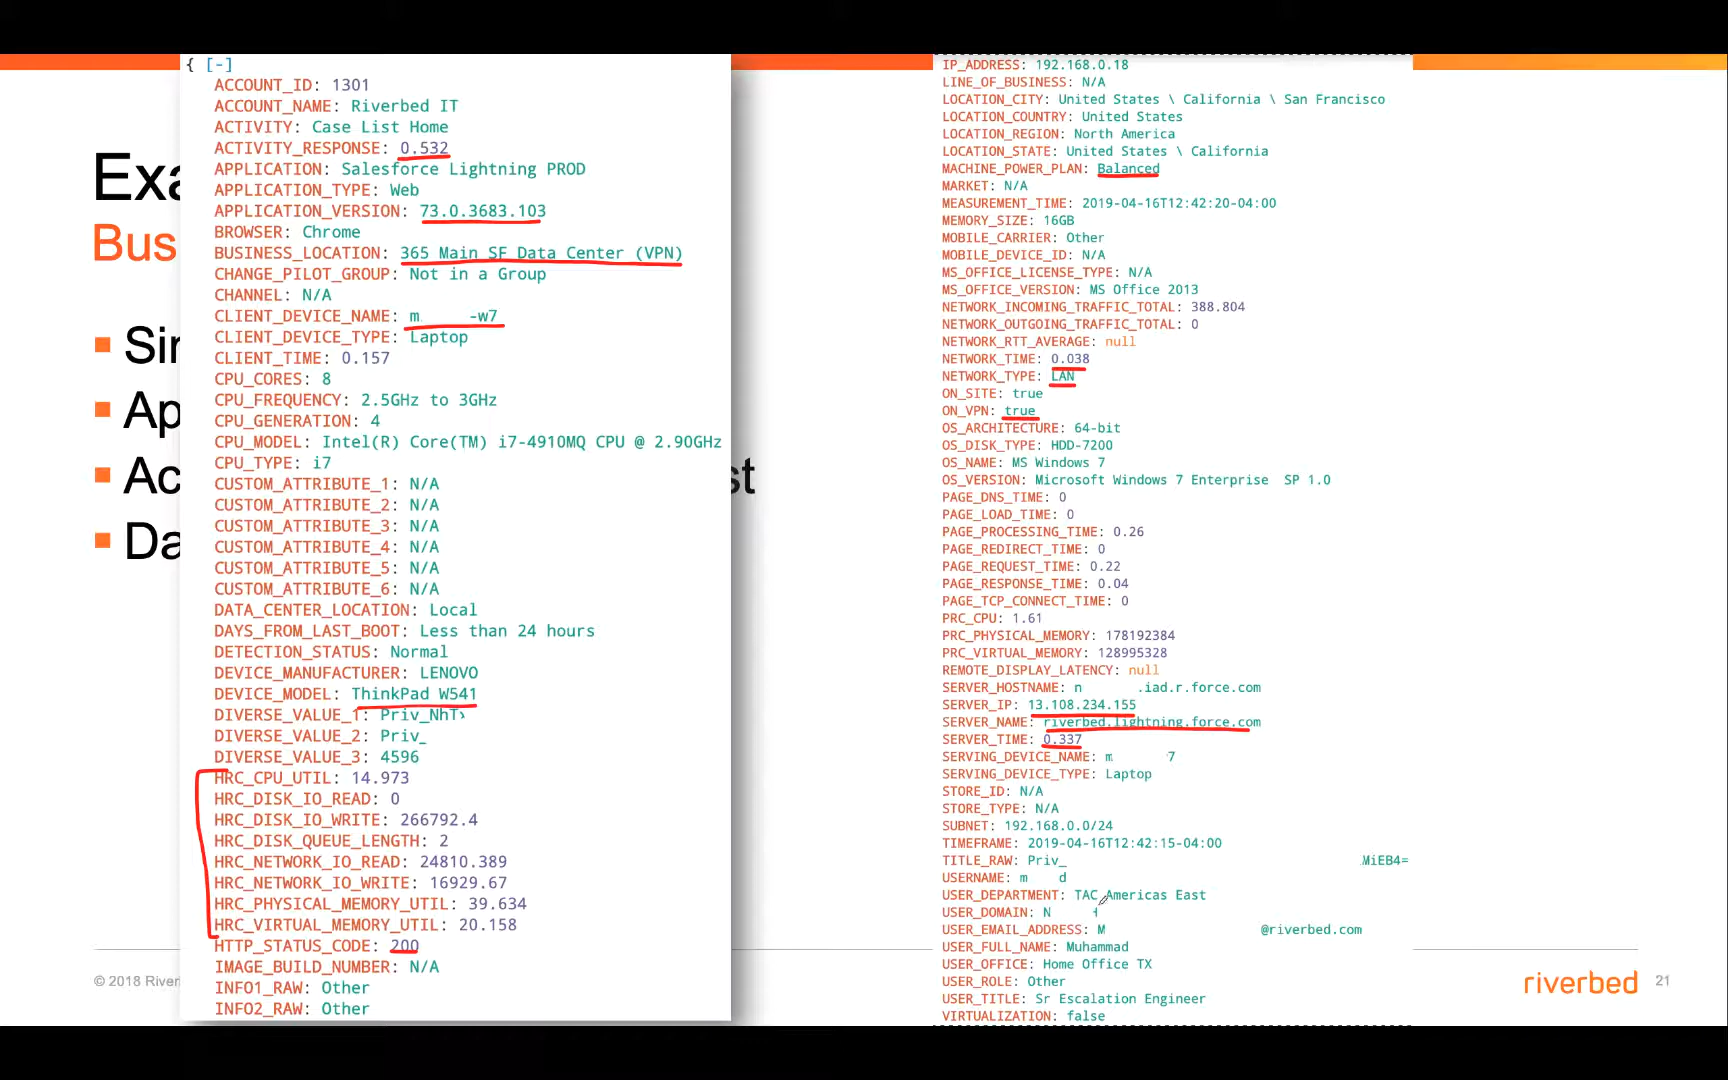 { [-]
ACCOUNT_ID: 1301
ACCOUNT_NAME: Riverbed IT
ACTIVITY: Case List Home
ACTIVITY_RESPONSE: 0.532
APPLICATION: Salesforce Lightning PROD
APPLICATION_TYPE: Web
APPLICATION_VERSION: 73.0.3683.103
BROWSER: Chrome
BUSINESS_LOCATION: 365 Main SF Data Center (VPN)
CHANGE_PILOT_GROUP: Not in a Group
CHANNEL: N/A
CLIENT_DEVICE_NAME: m -w7
CLIENT_DEVICE_TYPE: Laptop
CLIENT_TIME: 0.157
CPU_CORES: 8
CPU_FREQUENCY: 2.5GHz to 3GHz
CPU_GENERATION: 4
CPU_MODEL: Intel(R) Core(TM) i7-4910MQ CPU @ 2.90GHz
CPU_TYPE: i7
CUSTOM_ATTRIBUTE_1: N/A
CUSTOM_ATTRIBUTE_2: N/A
CUSTOM_ATTRIBUTE_3: N/A
CUSTOM_ATTRIBUTE_4: N/A
CUSTOM_ATTRIBUTE_5: N/A
CUSTOM_ATTRIBUTE_6: N/A
DATA_CENTER_LOCATION: Local
DAYS_FROM_LAST_BOOT: Less than 24 hours
DETECTION_STATUS: Normal
DEVICE_MANUFACTURER: LENOVO
DEVICE_MODEL: ThinkPad W541
DIVERSE_VALUE_1: Priv_NhT
DIVERSE_VALUE_2: Priv_
DIVERSE_VALUE_3: 4596
HRC_CPU_UTIL: 14.973
HRC_DISK_IO_READ: 0
HRC_DISK_IO_WRITE: 266792.4
HRC_DISK_QUEUE_LENGTH: 2
HRC_NETWORK_IO_READ: 24810.389
HRC_NETWORK_IO_WRITE: 16929.67
HRC_PHYSICAL_MEMORY_UTIL: 39.634
HRC_VIRTUAL_MEMORY_UTIL: 20.158
HTTP_STATUS_CODE: 200
IMAGE_BUILD_NUMBER: N/A
INFO1_RAW: Other
INFO2_RAW: Other
IP_ADDRESS: 192.168.0.18
LINE_OF_BUSINESS: N/A
LOCATION_CITY: United States \ California \ San Francisco
LOCATION_COUNTRY: United States
LOCATION_REGION: North America
LOCATION_STATE: United States \ California
MACHINE_POWER_PLAN: Balanced
MARKET: N/A
MEASUREMENT_TIME: 2019-04-16T12:42:20-04:00
MEMORY_SIZE: 16GB
MOBILE_CARRIER: Other
MOBILE_DEVICE_ID: N/A
MS_OFFICE_LICENSE_TYPE: N/A
MS_OFFICE_VERSION: MS Office 2013
NETWORK_INCOMING_TRAFFIC_TOTAL: 388.804
NETWORK_OUTGOING_TRAFFIC_TOTAL: 0
NETWORK_RTT_AVERAGE: null
NETWORK_TIME: 0.038
NETWORK_TYPE: LAN
ON_SITE: true
ON_VPN: true
OS_ARCHITECTURE: 64-bit
OS_DISK_TYPE: HDD-7200
OS_NAME: MS Windows 7
OS_VERSION: Microsoft Windows 7 Enterprise SP 1.0
PAGE_DNS_TIME: 0
PAGE_LOAD_TIME: 0
PAGE_PROCESSING_TIME: 0.26
PAGE_REDIRECT_TIME: 0
PAGE_REQUEST_TIME: 0.22
PAGE_RESPONSE_TIME: 0.04
PAGE_TCP_CONNECT_TIME: 0
PRC_CPU: 1.61
PRC_PHYSICAL_MEMORY: 178192384
PRC_VIRTUAL_MEMORY: 128995328
REMOTE_DISPLAY_LATENCY: null
SERVER_HOSTNAME: n .iad.r.force.com
SERVER_IP: 13.108.234.155
SERVER_NAME: riverbed.lightning.force.com
SERVER_TIME: 0.337
SERVING_DEVICE_NAME: m 7
SERVING_DEVICE_TYPE: Laptop
STORE_ID: N/A
STORE_TYPE: N/A
SUBNET: 192.168.0.0/24
TIMEFRAME: 2019-04-16T12:42:15-04:00
TITLE_RAW: Priv_ MiEB4=
USERNAME: m d
USER_DEPARTMENT: TAC Americas East
USER_DOMAIN: N
USER_EMAIL_ADDRESS: M @riverbed.com
USER_FULL_NAME: Muhammad
USER_OFFICE: Home Office TX
USER_ROLE: Other
USER_TITLE: Sr Escalation Engineer
VIRTUALIZATION: false
Exa
Bus
Sir
Ap
Ac st
Da
© 2018 River
riverbed 21